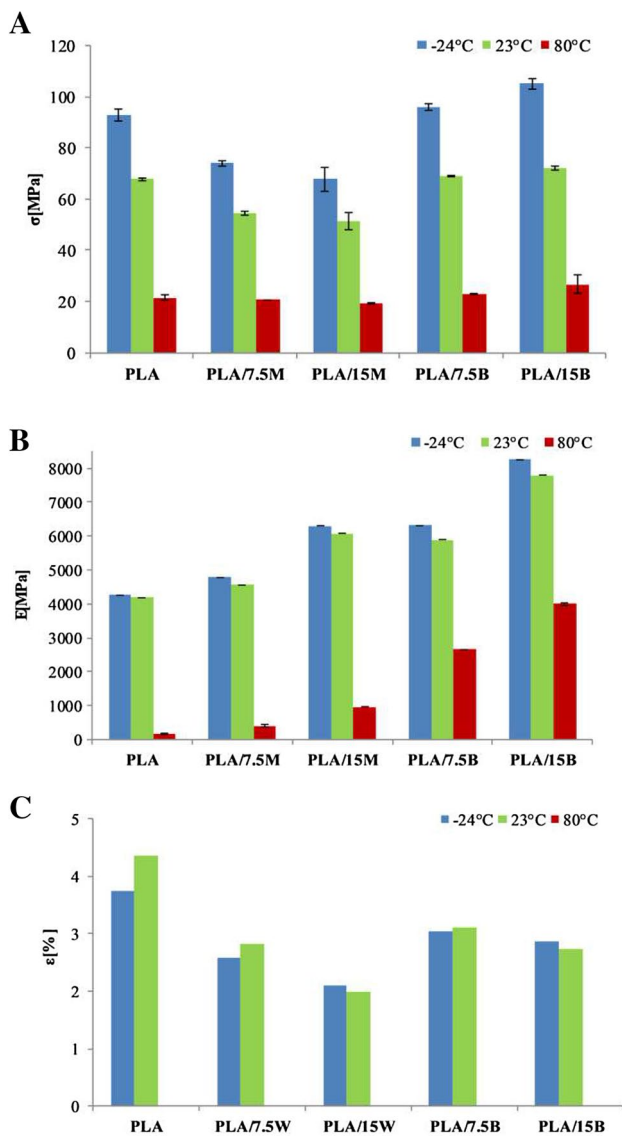 A
120
100
80
60
40
20
0
σ[MPa]
-24°C 23°C 80°C
PLA PLA/7.5M PLA/15M PLA/7.5B PLA/15B
B
8000
7000
6000
5000
4000
3000
2000
1000
0
E[MPa]
-24°C 23°C 80°C
PLA PLA/7.5M PLA/15M PLA/7.5B PLA/15B
C
5
4
3
2
1
0
ε[%]
-24°C 23°C 80°C
PLA PLA/7.5W PLA/15W PLA/7.5B PLA/15B